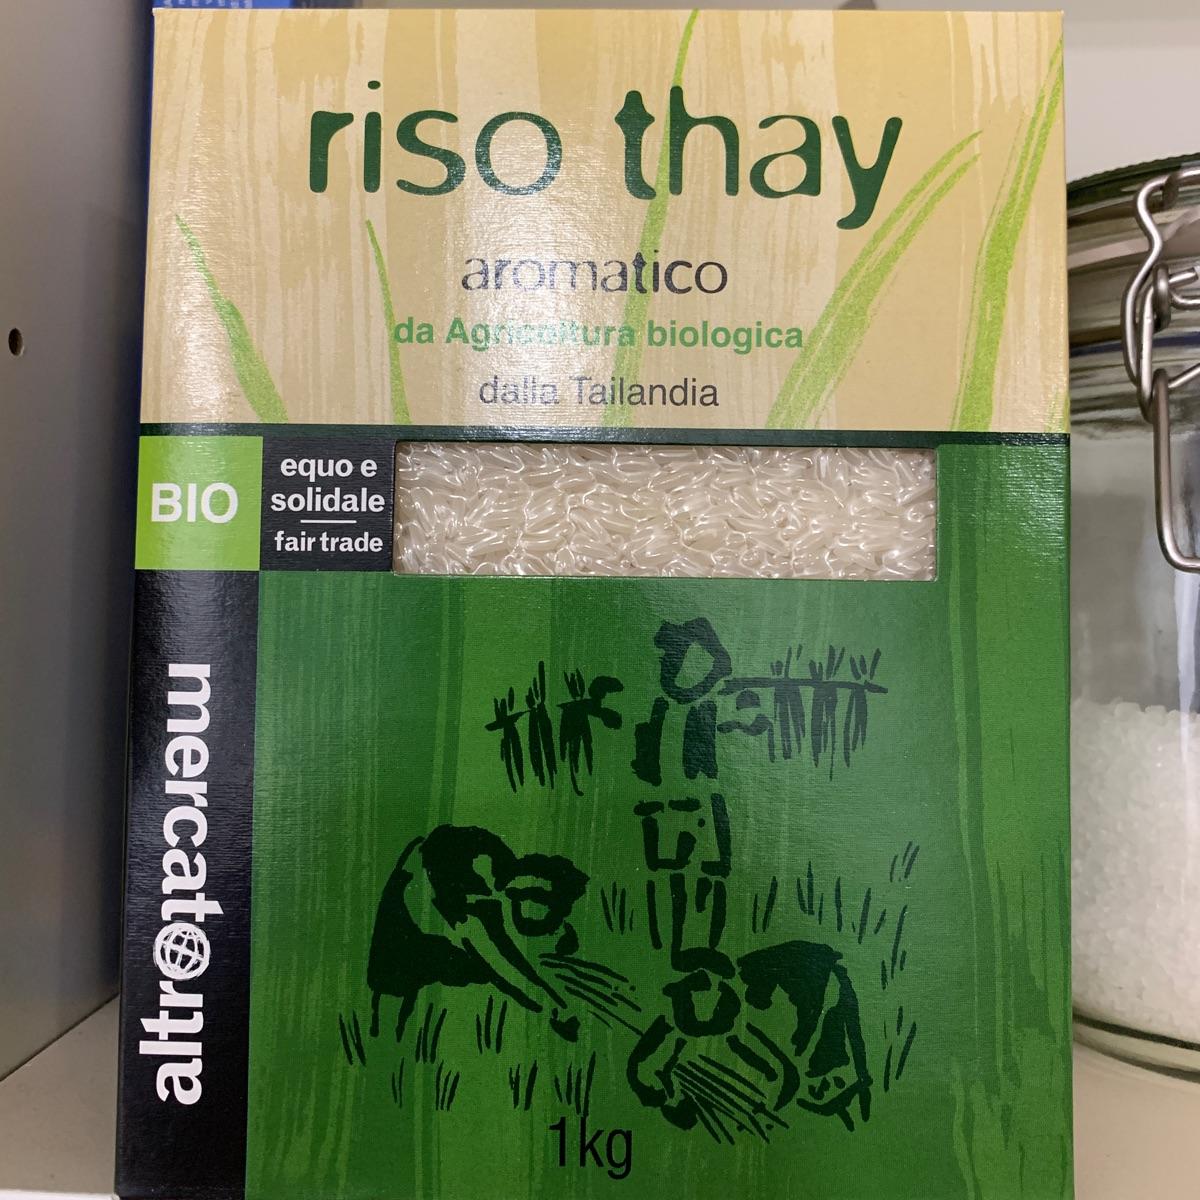 riso thay
aromatico
da Agricoltura biologica
dalla Tailandia
BIO
equo e
solidale
fair trade
altromercato
1kg